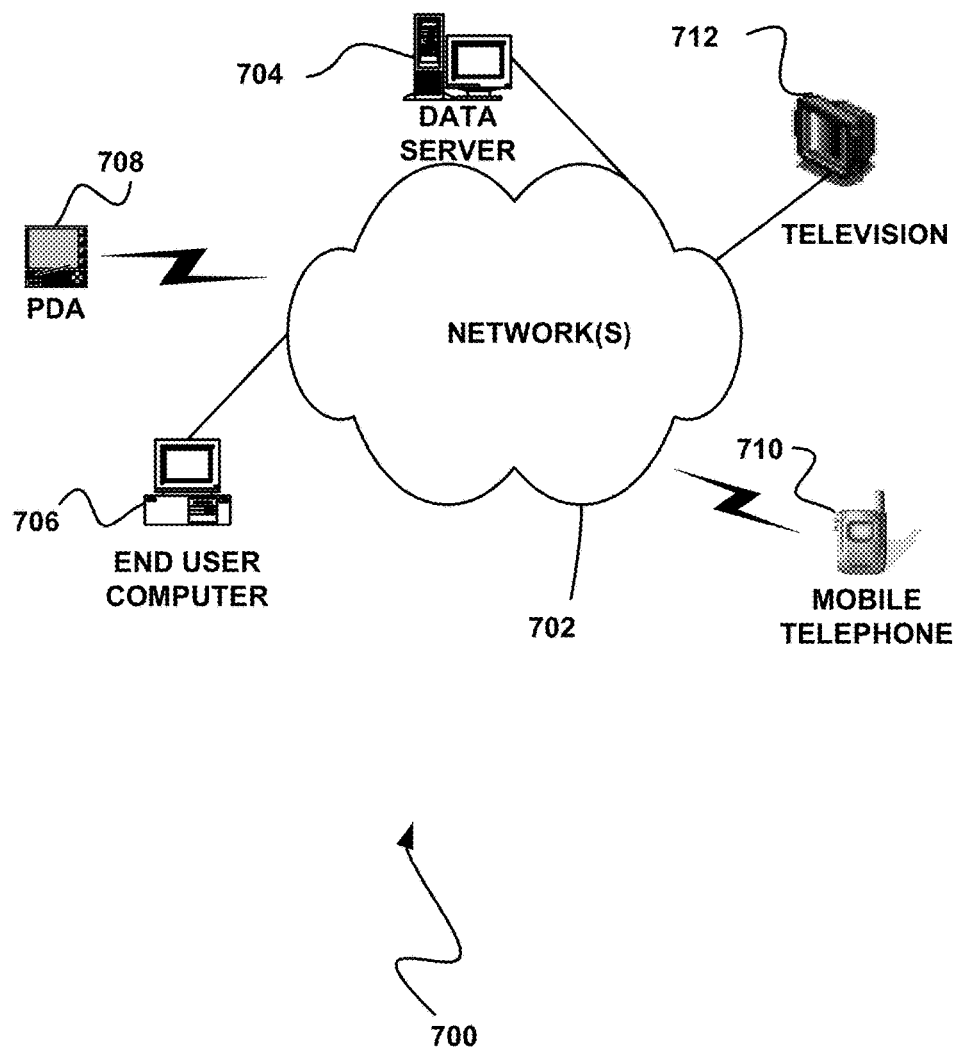 712
704
DATA
SERVER
708
TELEVISION
PDA
NETWORK(S)
710
706
END USER
COMPUTER
MOBILE
TELEPHONE
702
700